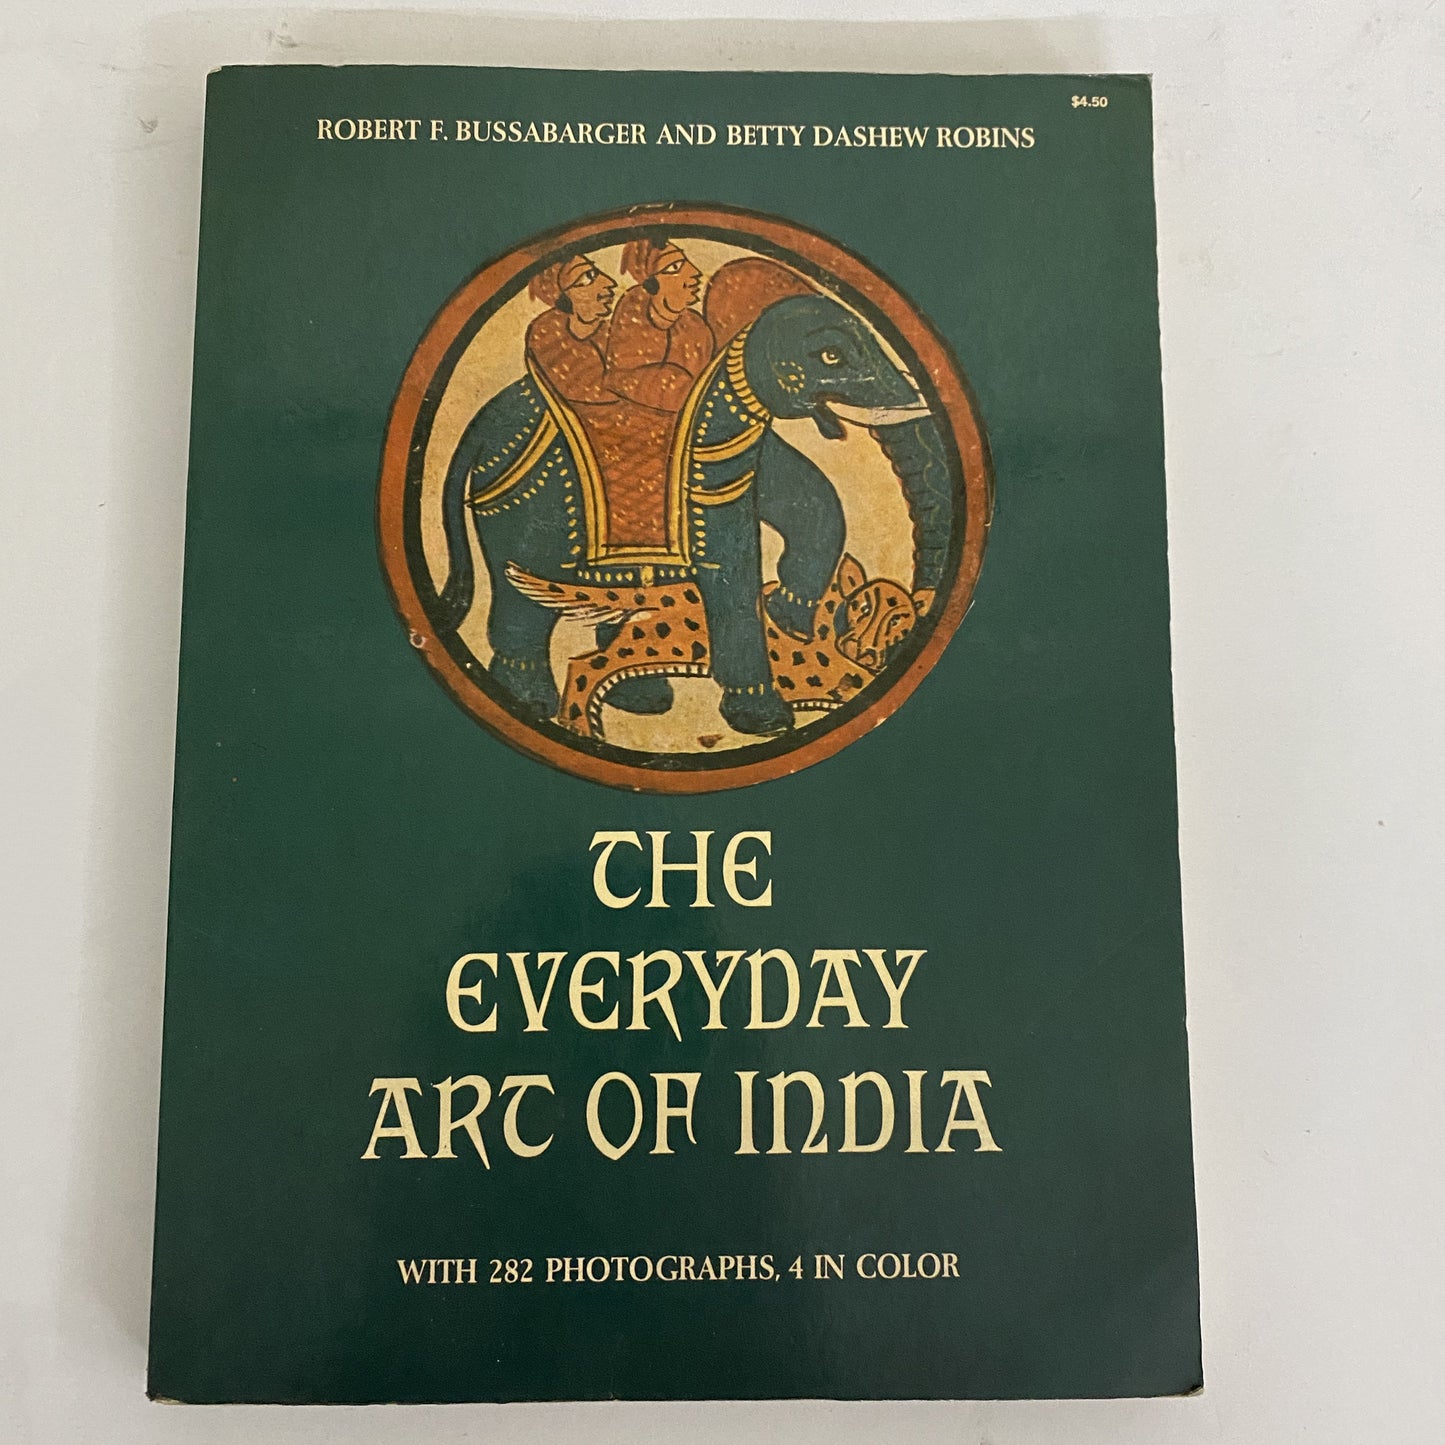 $4.50
ROBERT F. BUSSABARGER AND BETTY DASHEW ROBINS
THE
EVERYDAY
ART OF INDIA
WITH 282 PHOTOGRAPHS, 4 IN COLOR